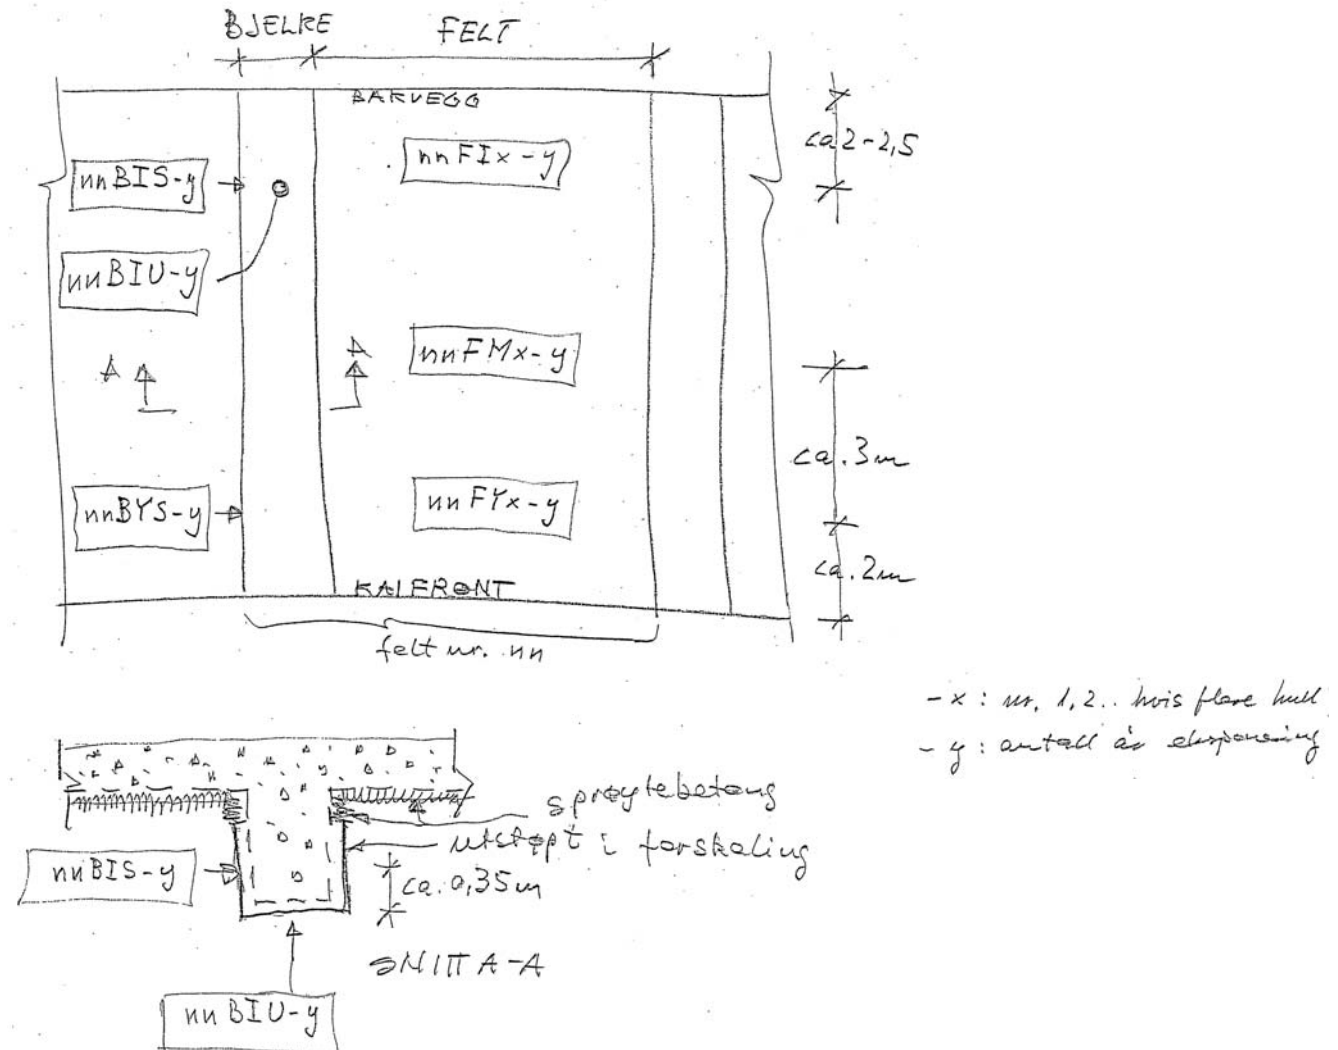 BJELKE FELT
BAKVEGG
ca 2-2,5
nnFIx-y
nnBIS-y
nnBIU-y
nnFMx-y
A A
ca. 3m
nnBYS-y
nnFYx-y
ca. 2m
KAIFRONT
felt nr. nn
- x : nr. 1,2.. hvis flere hull
- y : antall år eksponering
sprøytebetong
utstøpt i forskaling
nnBIS-y
ca. 0,35m
SNITT A-A
nnBIU-y